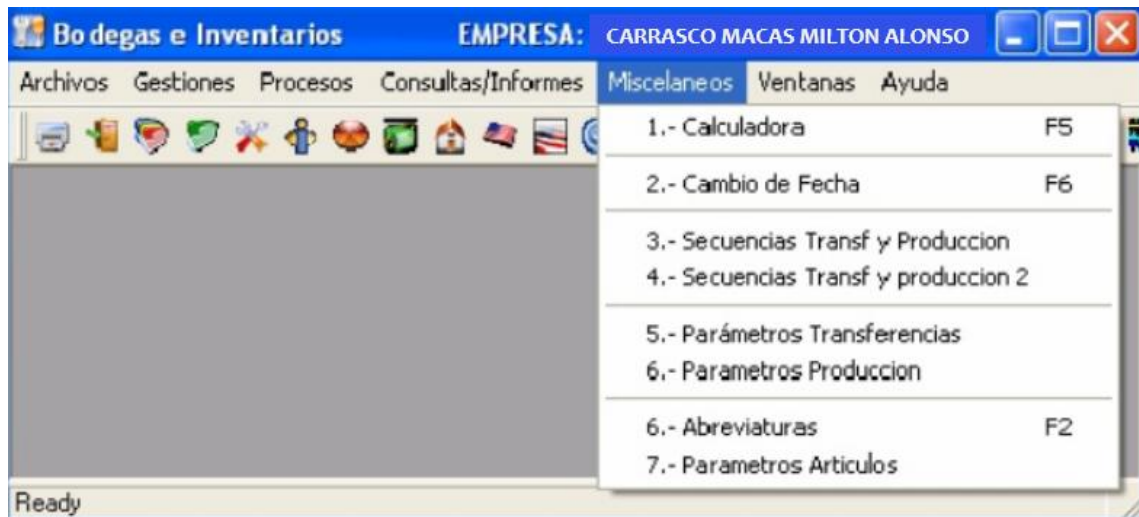 Bodegas e Inventarios EMPRESA: CARRASCO MACAS MILTON ALONSO
Archivos Gestiones Procesos Consultas/Informes Miscelaneos Ventanas Ayuda
1.- Calculadora F5
2.- Cambio de Fecha F6
3.- Secuencias Transf y Produccion
4.- Secuencias Transf y produccion 2
5.- Parámetros Transferencias
6.- Parametros Produccion
6.- Abreviaturas F2
7.- Parametros Articulos
Ready